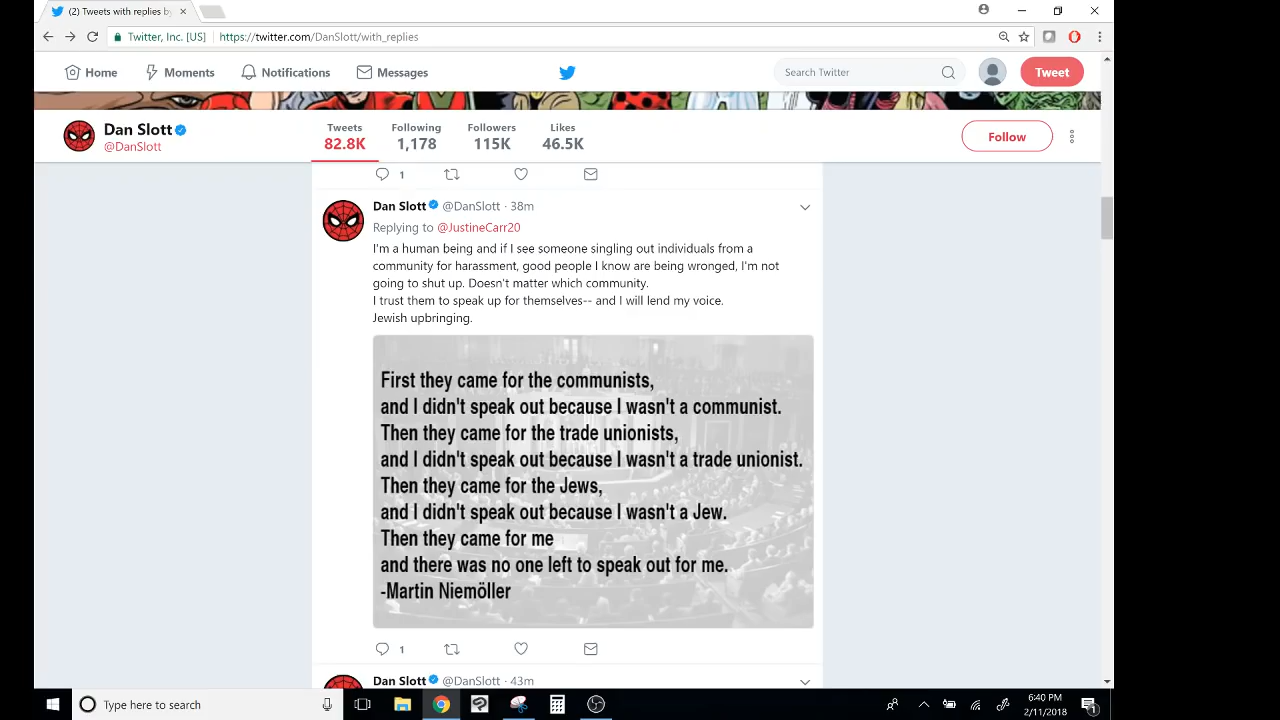 (2) Tweets with replies by
Twitter, Inc. [US] https://twitter.com/DanSlott/with_replies
Home Moments Notifications Messages Search Twitter Tweet
Dan Slott
@DanSlott
Tweets Following Followers Likes
82.8K 1,178 115K 46.5K
Follow
1
Dan Slott @DanSlott · 38m
Replying to @JustineCarr20
I'm a human being and if I see someone singling out individuals from a
community for harassment, good people I know are being wronged, I'm not
going to shut up. Doesn't matter which community.
I trust them to speak up for themselves-- and I will lend my voice.
Jewish upbringing.
First they came for the communists,
and I didn't speak out because I wasn't a communist.
Then they came for the trade unionists,
and I didn't speak out because I wasn't a trade unionist.
Then they came for the Jews,
and I didn't speak out because I wasn't a Jew.
Then they came for me
and there was no one left to speak out for me.
-Martin Niemöller
1
Dan Slott @DanSlott · 43m
Type here to search
6:40 PM
2/11/2018
1